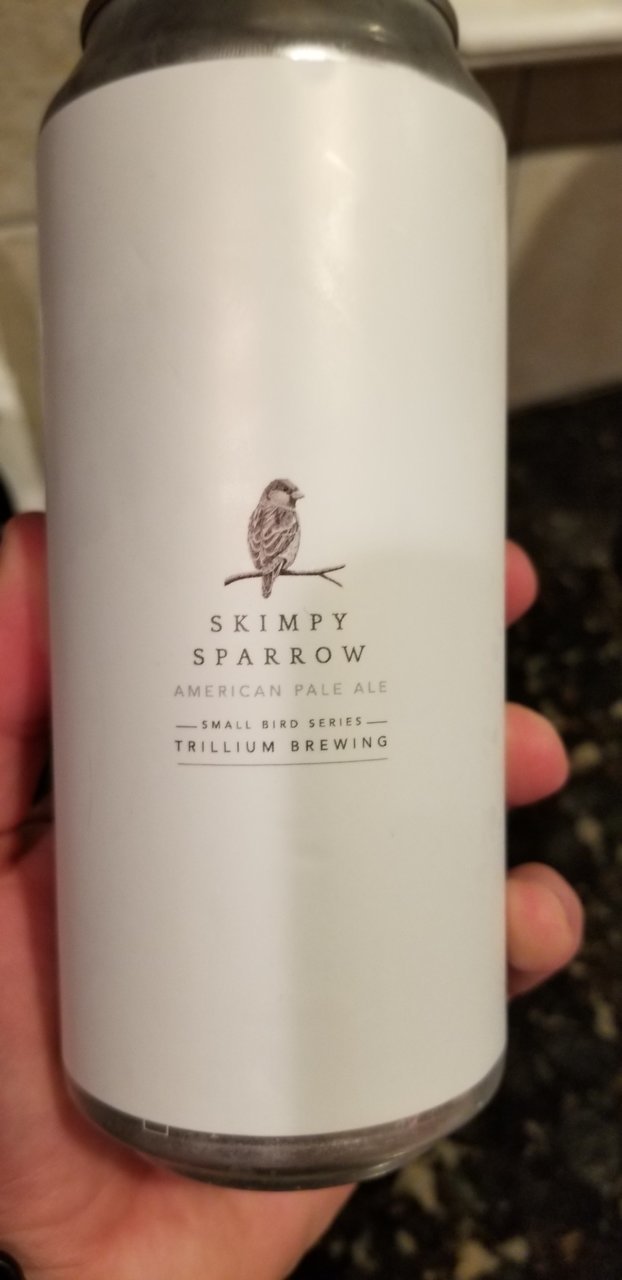 SKIMPY
SPARROW
AMERICAN PALE ALE
SMALL BIRD SERIES
TRILLIUM BREWING